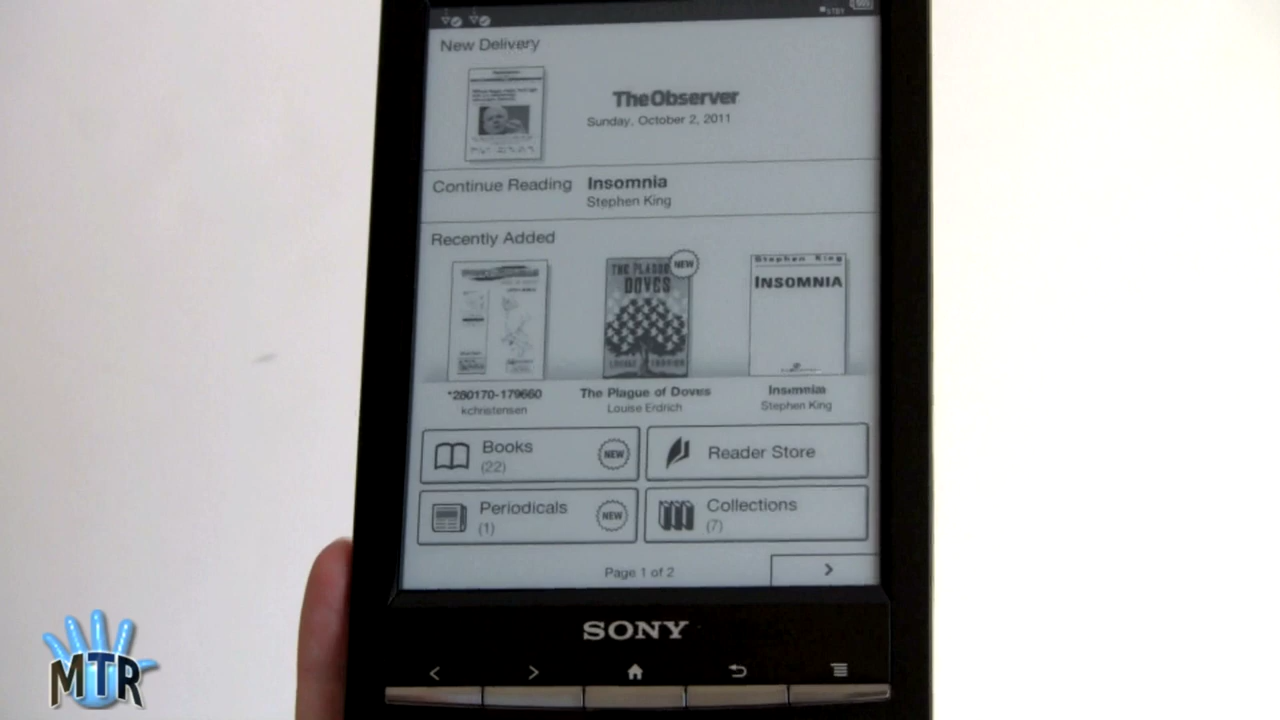 New Delivery
TheObserver
Sunday, October 2, 2011
Continue Reading
Insomnia
Stephen King
Recently Added
THE PLAGUE
DOVES
NEW
LOUISE ERDRICH
Stephen King
INSOMNIA
*280170-179660
kchristensen
The Plague of Doves
Louise Erdrich
Insomnia
Stephen King
Books
(22)
NEW
Reader Store
Periodicals
(1)
NEW
Collections
(7)
Page 1 of 2
SONY
MTR